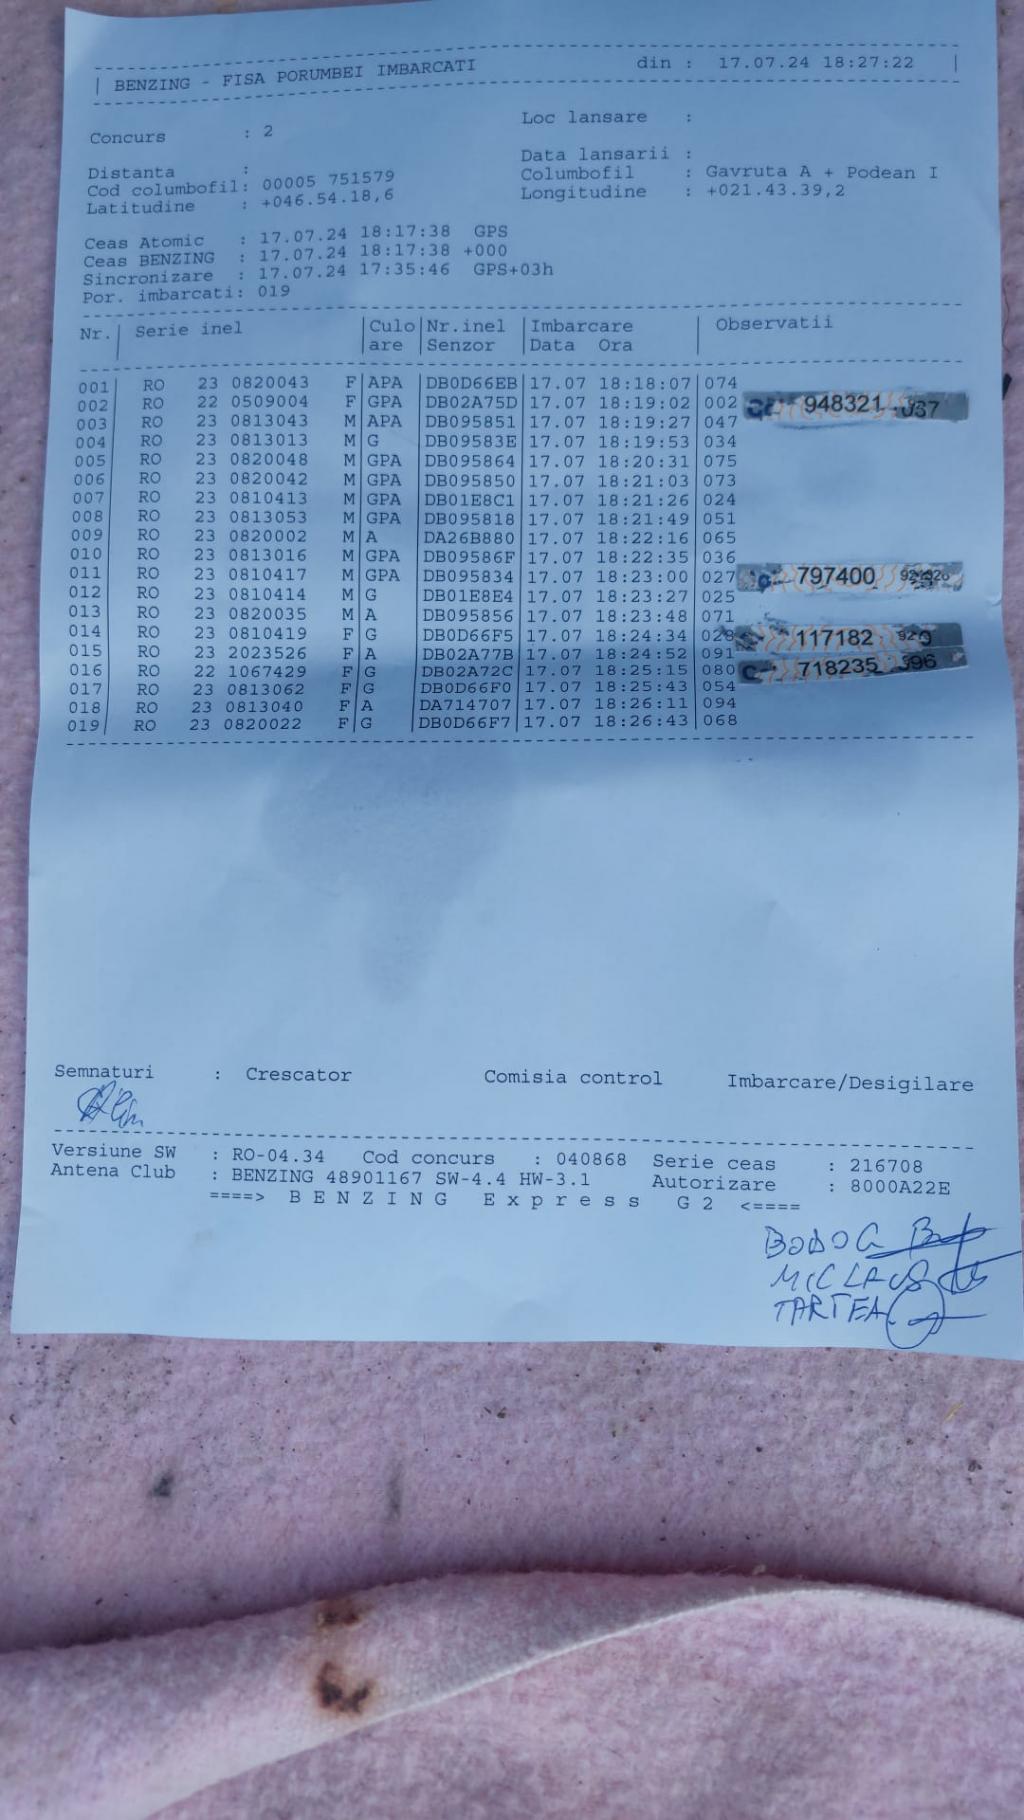 | BENZING - FISA PORUMBEI IMBARCATI din : 17.07.24 18:27:22 |
Concurs : 2 Loc lansare :
Distanta : Data lansarii :
Cod columbofil: 00005 751579 Columbofil : Gavruta A + Podean I
Latitudine : +046.54.18,6 Longitudine : +021.43.39,2
Ceas Atomic : 17.07.24 18:17:38 GPS
Ceas BENZING : 17.07.24 18:17:38 +000
Sincronizare : 17.07.24 17:35:46 GPS+03h
Por. imbarcati: 019
Nr.| Serie inel |Culo|Nr.inel |Imbarcare | Observatii
| |are |Senzor |Data Ora |
001| RO 23 0820043 F|APA |DB0D66EB|17.07 18:18:07|074
002| RO 22 0509004 F|GPA |DB02A75D|17.07 18:19:02|002 948321
003| RO 23 0813043 M|APA |DB095851|17.07 18:19:27|047
004| RO 23 0813013 M|G |DB09583E|17.07 18:19:53|034
005| RO 23 0820048 M|GPA |DB095864|17.07 18:20:31|075
006| RO 23 0820042 M|GPA |DB095850|17.07 18:21:03|073
007| RO 23 0810413 M|GPA |DB01E8C1|17.07 18:21:26|024
008| RO 23 0813053 M|GPA |DB095818|17.07 18:21:49|051
009| RO 23 0820002 M|A |DA26B880|17.07 18:22:16|065
010| RO 23 0813016 M|GPA |DB09586F|17.07 18:22:35|036
011| RO 23 0810417 M|GPA |DB095834|17.07 18:23:00|027 797400
012| RO 23 0810414 M|G |DB01E8E4|17.07 18:23:27|025
013| RO 23 0820035 M|A |DB095856|17.07 18:23:48|071
014| RO 23 0810419 F|G |DB0D66F5|17.07 18:24:34|028 117182
015| RO 23 2023526 F|A |DB02A77B|17.07 18:24:52|091
016| RO 22 1067429 F|G |DB02A72C|17.07 18:25:15|080 718235
017| RO 23 0813062 F|G |DB0D66F0|17.07 18:25:43|054
018| RO 23 0813040 F|A |DA714707|17.07 18:26:11|094
019| RO 23 0820022 F|G |DB0D66F7|17.07 18:26:43|068
Semnaturi : Crescator Comisia control Imbarcare/Desigilare
Versiune SW : RO-04.34 Cod concurs : 040868 Serie ceas : 216708
Antena Club : BENZING 48901167 SW-4.4 HW-3.1 Autorizare : 8000A22E
====> B E N Z I N G E x p r e s s G 2 <====
BODOG
MICLAUS
TARTEA